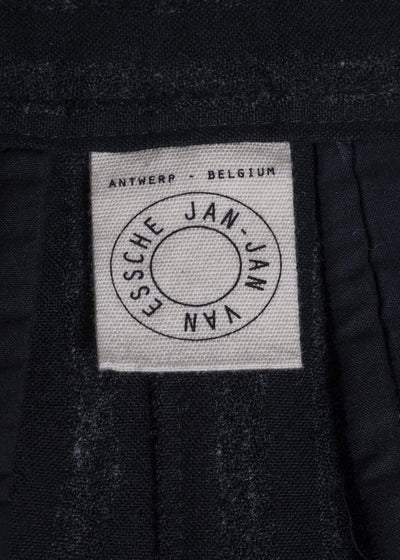 ANTWERP - BELGIUM
JAN-JAN VAN ESSCHE